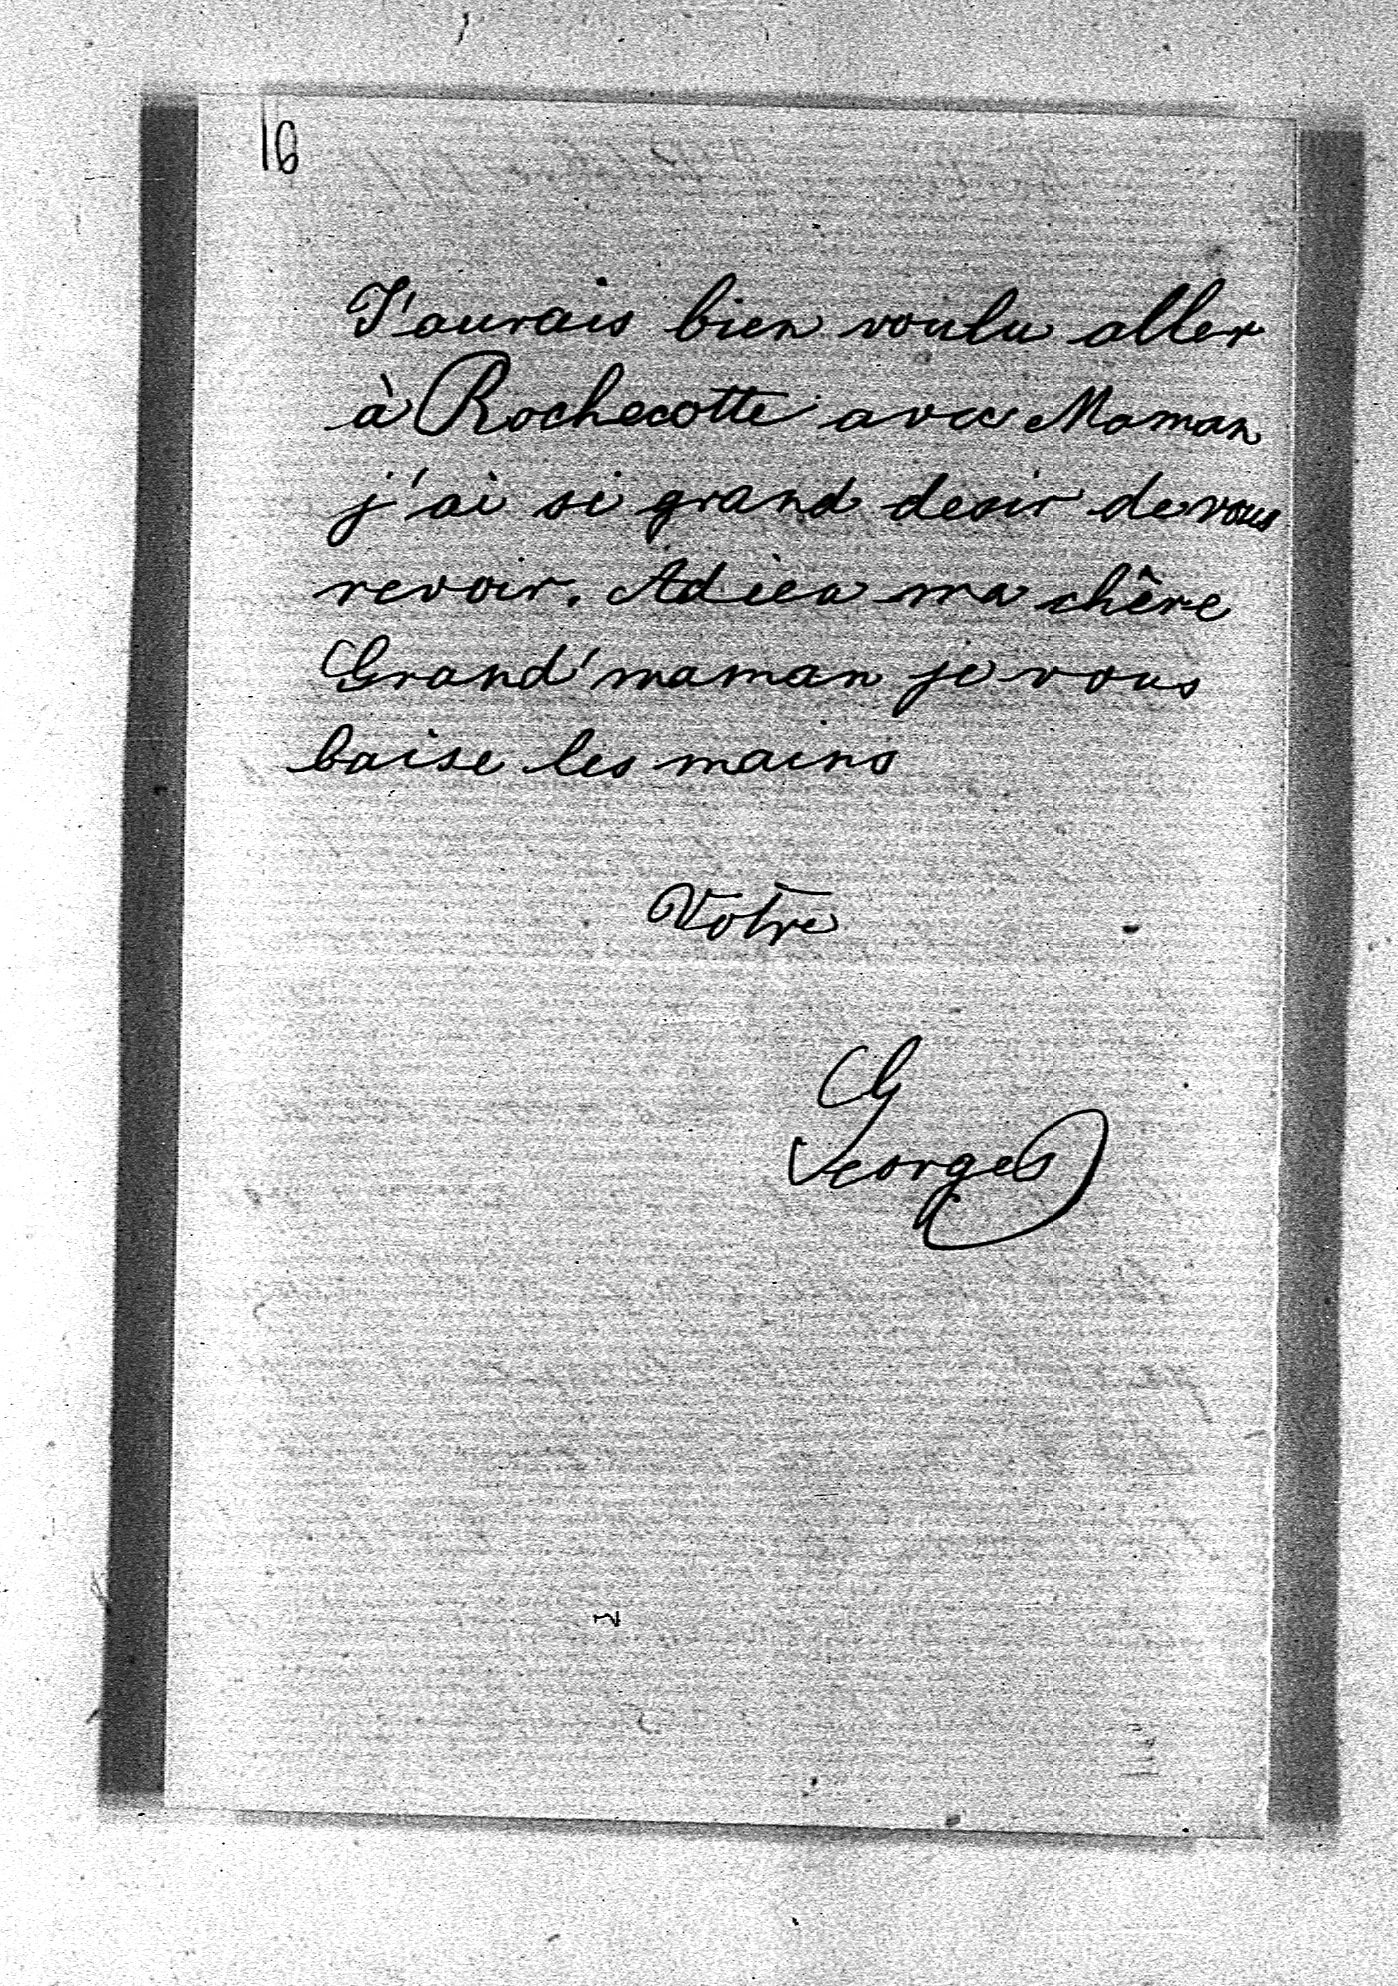 16
J'aurais bien voulu aller
à Rochecotte avec Maman
j'ai si grand desir de vous
revoir. Adieu ma chère
Grand'maman je vous
baise les mains
Votre
Georges